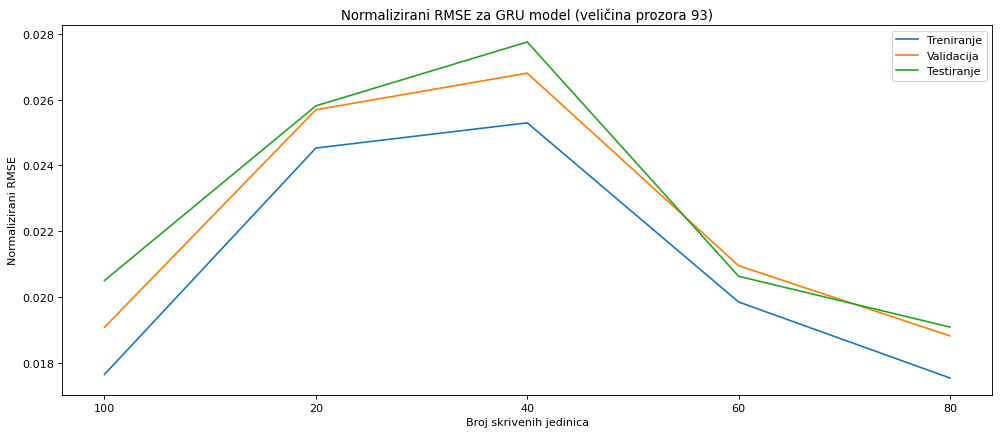 Normalizirani RMSE za GRU model (veličina prozora 93)
Treniranje
Validacija
Testiranje
Normalizirani RMSE
0.028
0.026
0.024
0.022
0.020
0.018
100 20 40 60 80
Broj skrivenih jedinica